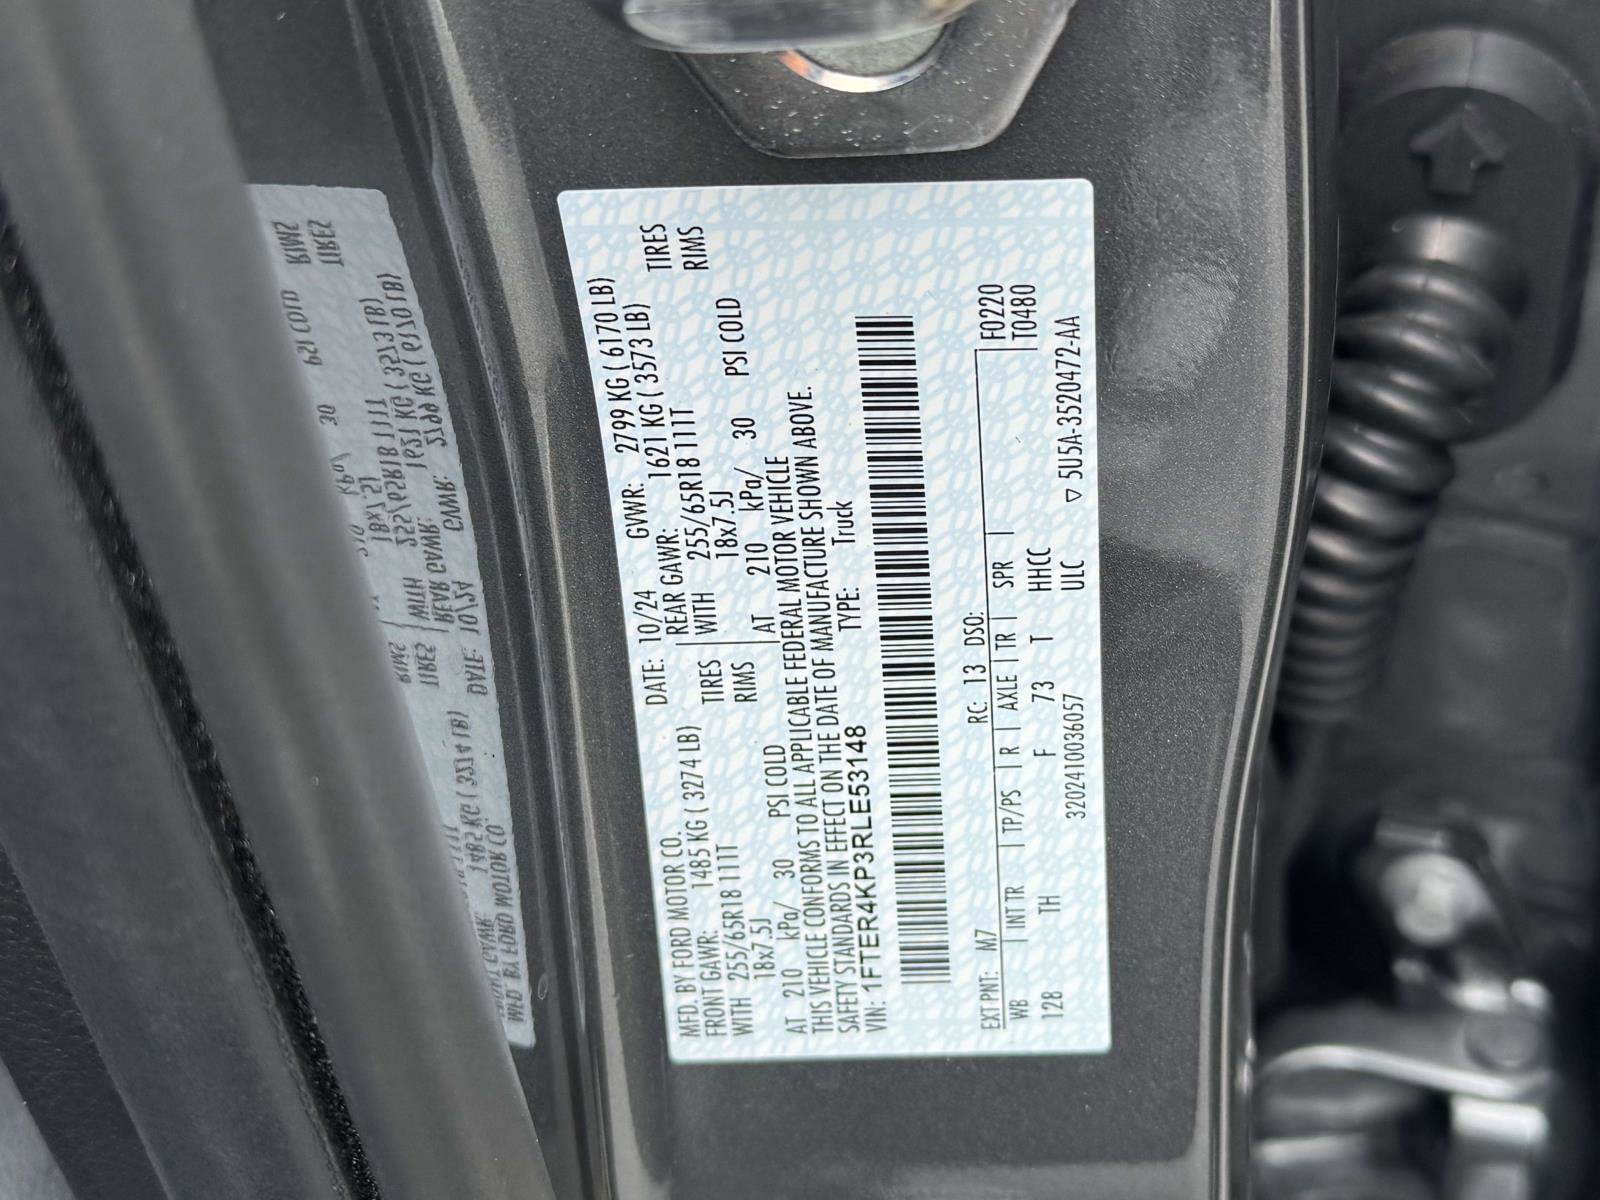 MFD. BY FORD MOTOR CO.
DATE: 10/24 GVWR: 2799 KG ( 6170 LB)
FRONT GAWR: 1485 KG ( 3274 LB) REAR GAWR: 1621 KG ( 3573 LB)
WITH 255/65R18 111T TIRES WITH 255/65R18 111T TIRES
18x7.5J RIMS 18x7.5J RIMS
AT 210 kPa/ 30 PSI COLD AT 210 kPa/ 30 PSI COLD
THIS VEHICLE CONFORMS TO ALL APPLICABLE FEDERAL MOTOR VEHICLE
SAFETY STANDARDS IN EFFECT ON THE DATE OF MANUFACTURE SHOWN ABOVE.
VIN: 1FTER4KP3RLE53148 TYPE: Truck
EXT PNT: M7 RC: 13 DSO: F0220
WB INT TR TP/PS R AXLE TR SPR T0480
128 TH F 73 T HHCC
320241003605​7 ULC ▽ 5U5A-3520472-AA